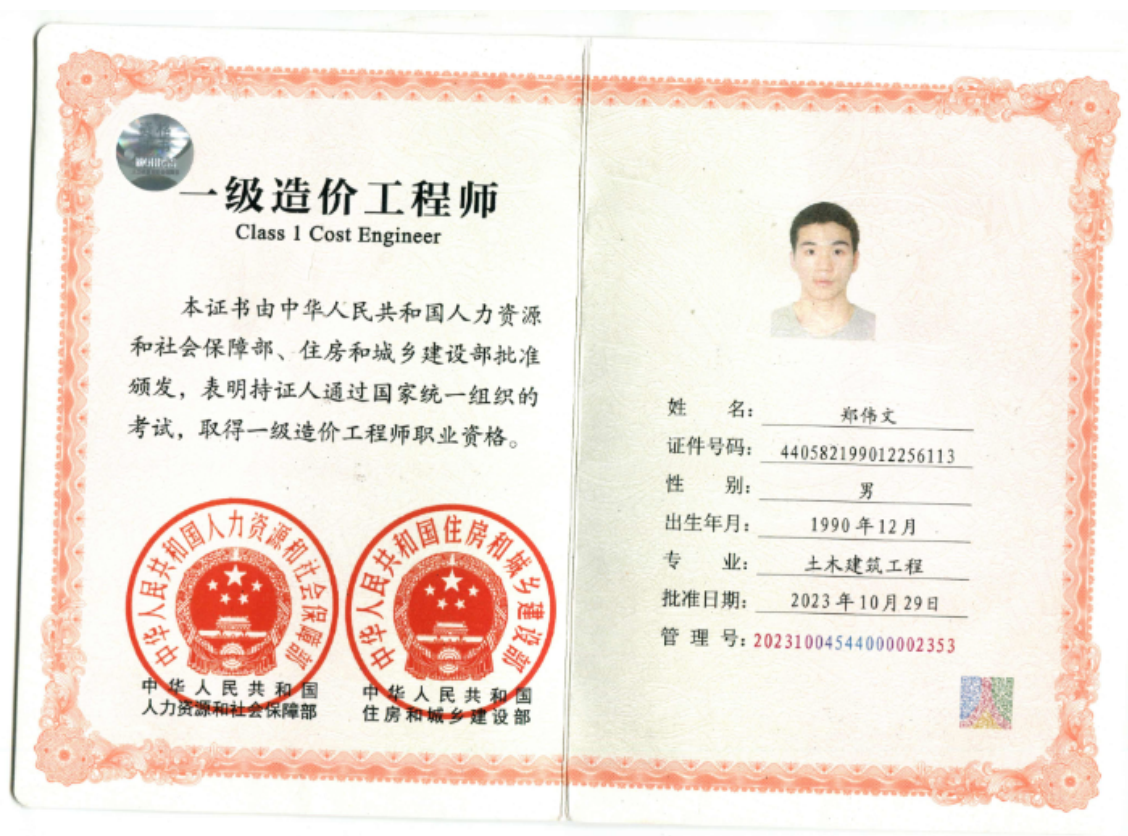 一级造价工程师
Class 1 Cost Engineer
本证书由中华人民共和国人力资源
和社会保障部、住房和城乡建设部批准
颁发，表明持证人通过国家统一组织的
考试，取得一级造价工程师职业资格。
中华人民共和国人力资源和社会保障部
中华人民共和国
人力资源和社会保障部
中华人民共和国住房和城乡建设部
中华人民共和国
住房和城乡建设部
姓名：郑伟文
证件号码：440582199012256113
性别：男
出生年月：1990年12月
专业：土木建筑工程
批准日期：2023年10月29日
管理号：20231004544000002353